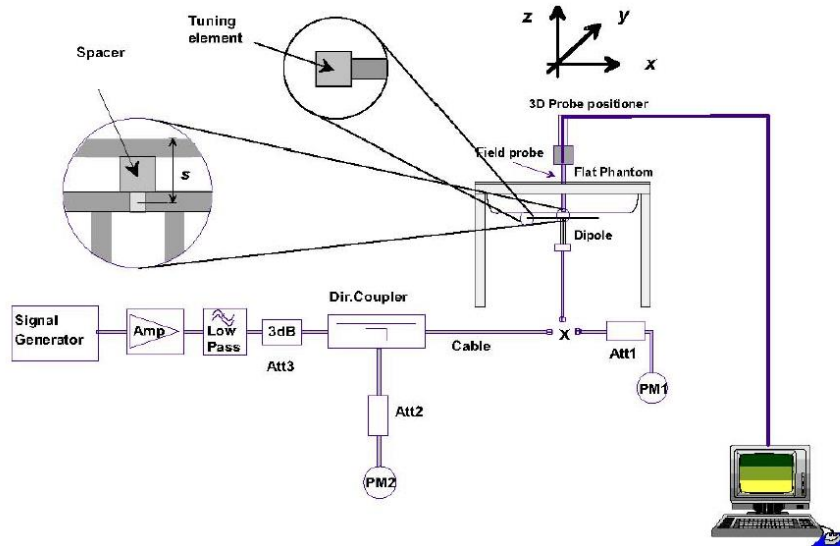 Tuning
element
Spacer
z
y
x
s
3D Probe positioner
Field probe
Flat Phantom
Dipole
Dir.Coupler
Signal
Generator
Amp
Low
Pass
3dB
Att3
Cable
X
Att1
PM1
Att2
PM2